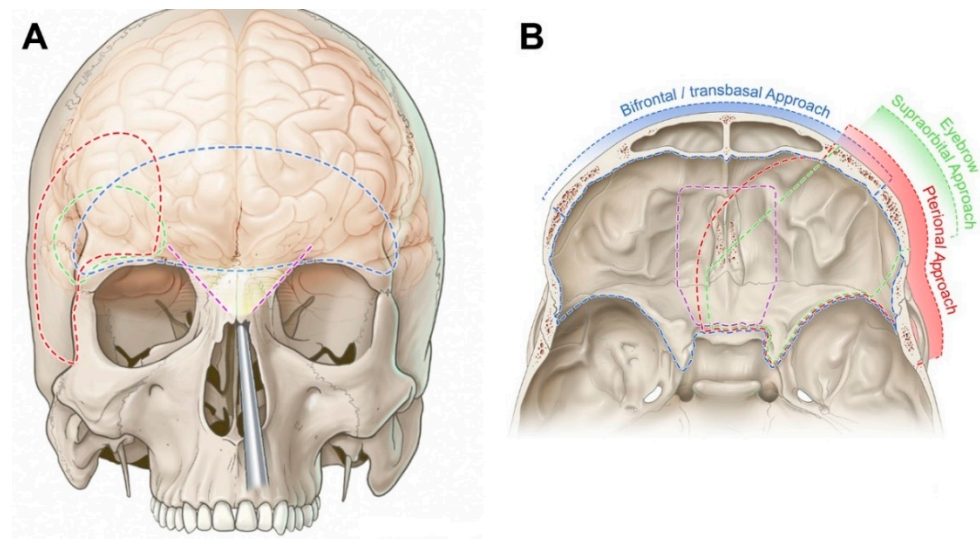 A
B
Bifrontal / transbasal Approach
Eyebrow
Supraorbital Approach
Pterional Approach